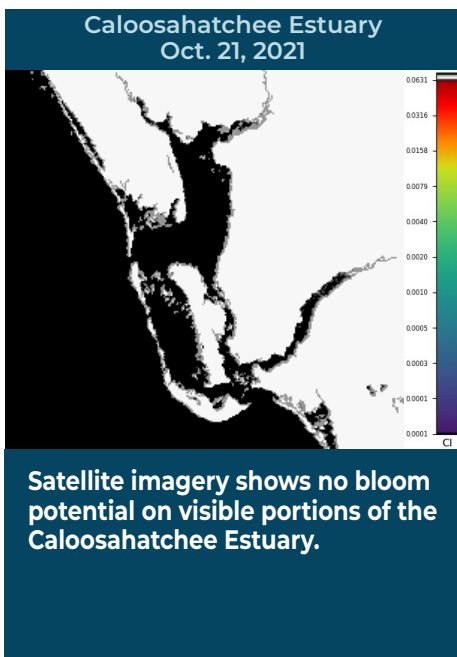 Caloosahatchee Estuary
Oct. 21, 2021
0.0631
0.0316
0.0158
0.0079
0.0040
0.0020
0.0010
0.0005
0.0003
0.0001
0.0001
CI
Satellite imagery shows no bloom
potential on visible portions of the
Caloosahatchee Estuary.